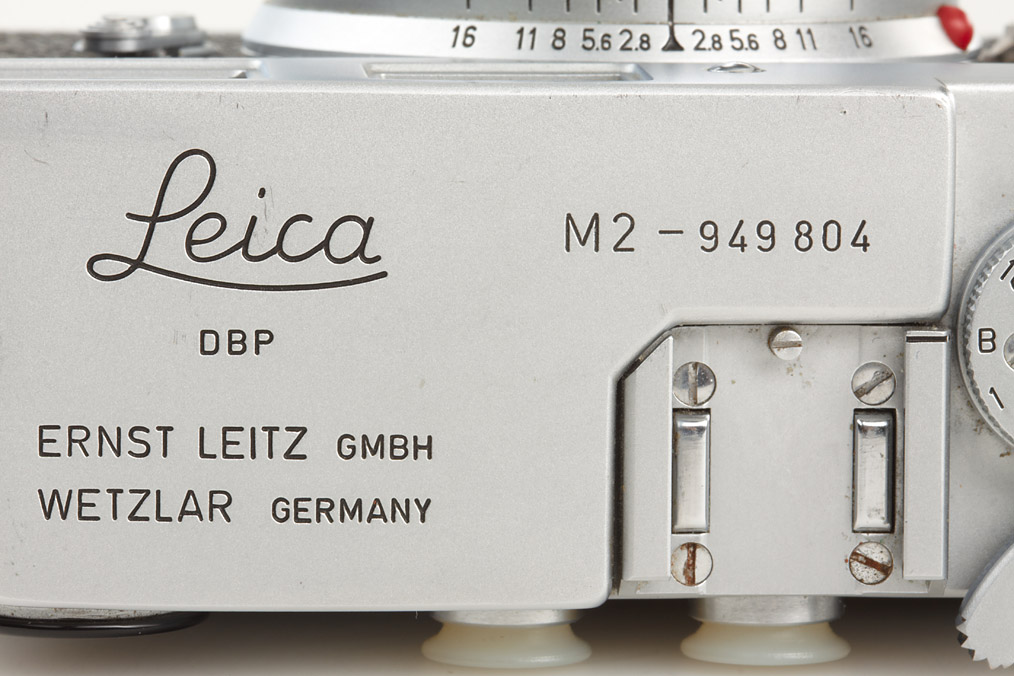 16 11 8 5.6 2.8 2.8 5.6 8 11 16
Leica
M2 - 949 804
DBP
B
1
ERNST LEITZ GMBH
WETZLAR GERMANY